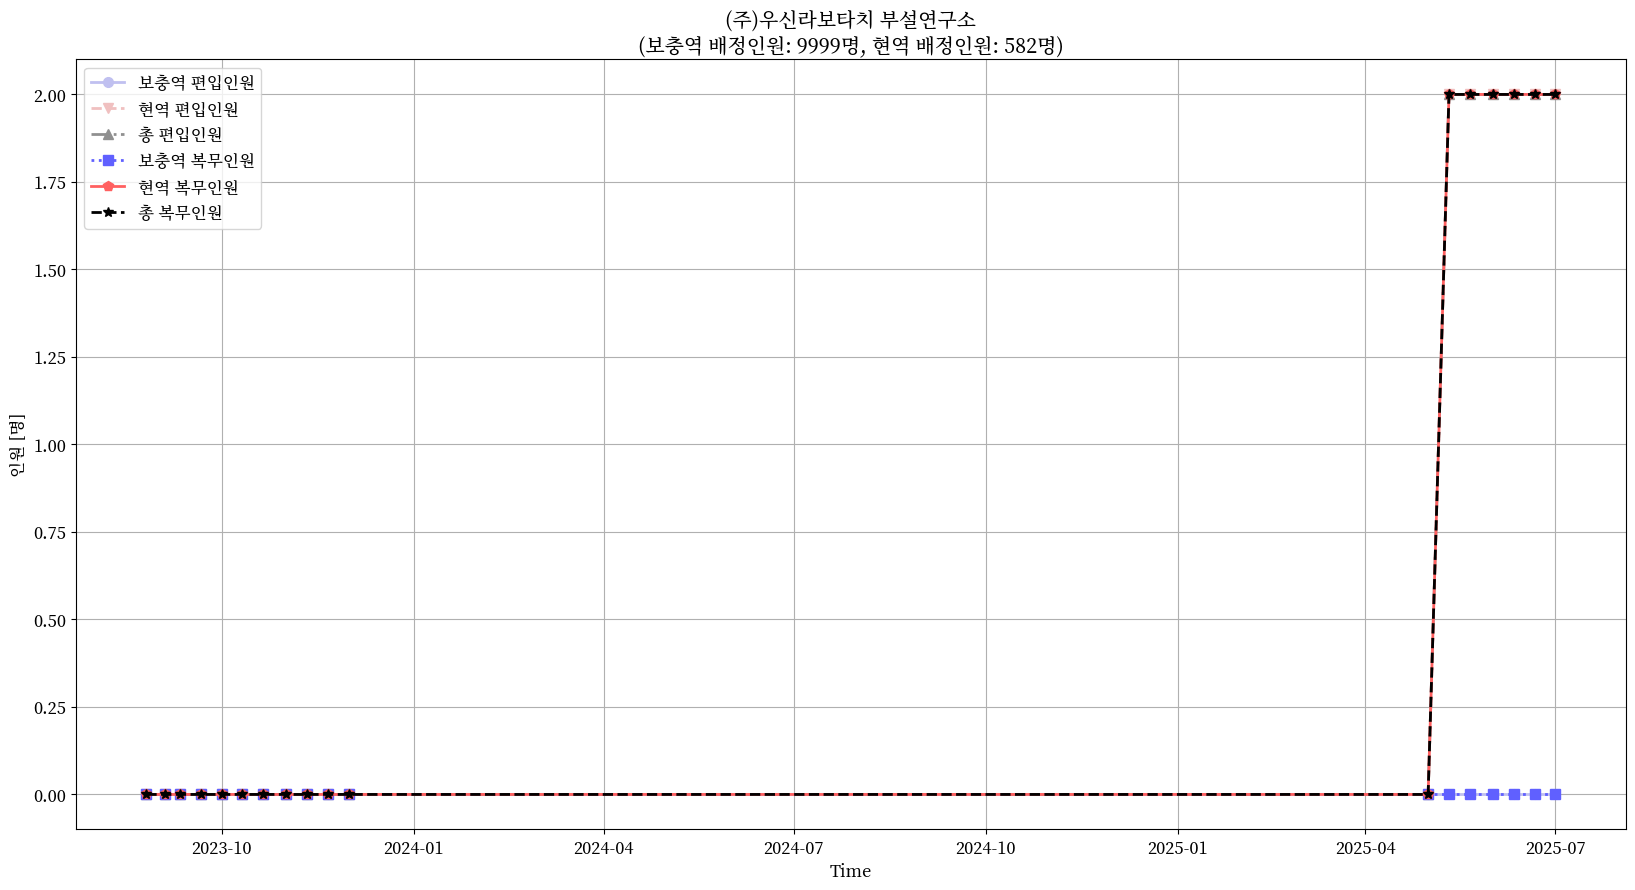 (주)우신라보타치 부설연구소
(보충역 배정인원: 9999명, 현역 배정인원: 582명)
보충역 편입인원
현역 편입인원
총 편입인원
보충역 복무인원
현역 복무인원
총 복무인원
2.00
1.75
1.50
1.25
1.00
0.75
0.50
0.25
0.00
인원 [명]
2023-10
2024-01
2024-04
2024-07
2024-10
2025-01
2025-04
2025-07
Time